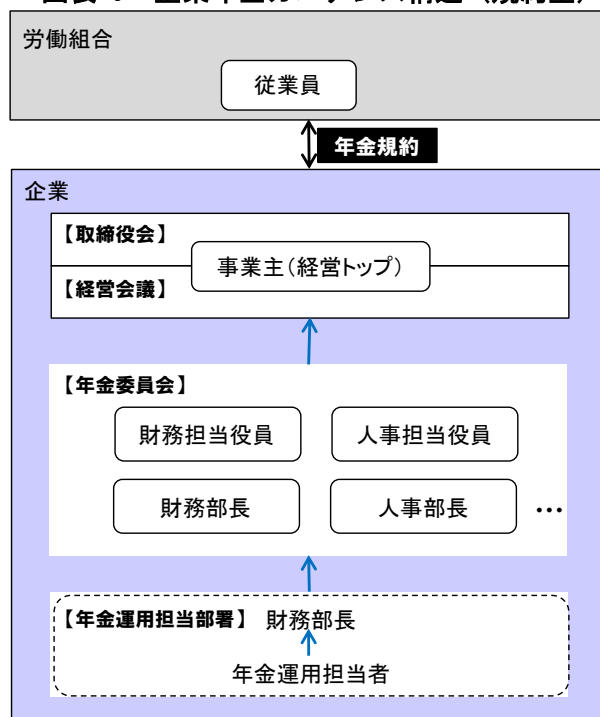 労働組合
従業員
年金規約
企業
【取締役会】
事業主(経営トップ)
【経営会議】
【年金委員会】
財務担当役員
人事担当役員
財務部長
人事部長
…
【年金運用担当部署】 財務部長
年金運用担当者